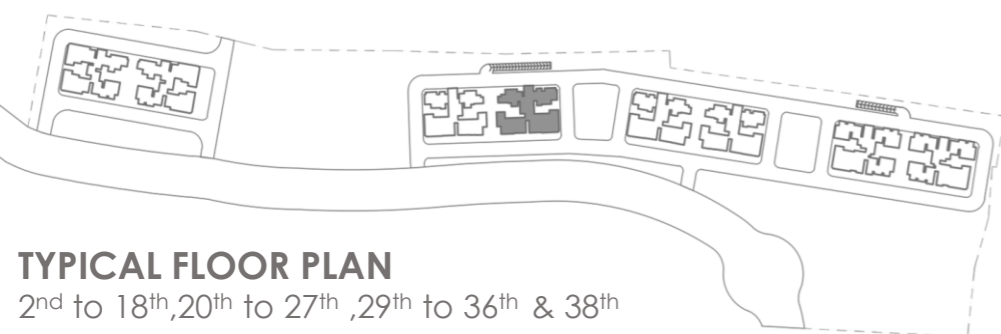 TYPICAL FLOOR PLAN
2nd to 18th,20th to 27th ,29th to 36th & 38th